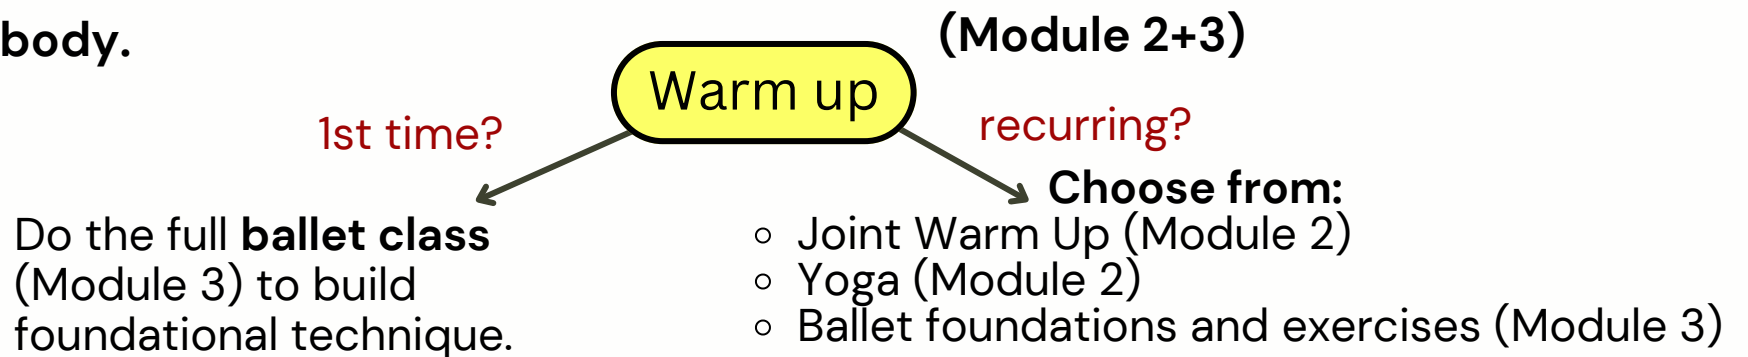 body.
(Module 2+3)
Warm up
1st time?
recurring?
Do the full ballet class
(Module 3) to build
foundational technique.
Choose from:
Joint Warm Up (Module 2)
Yoga (Module 2)
Ballet foundations and exercises (Module 3)